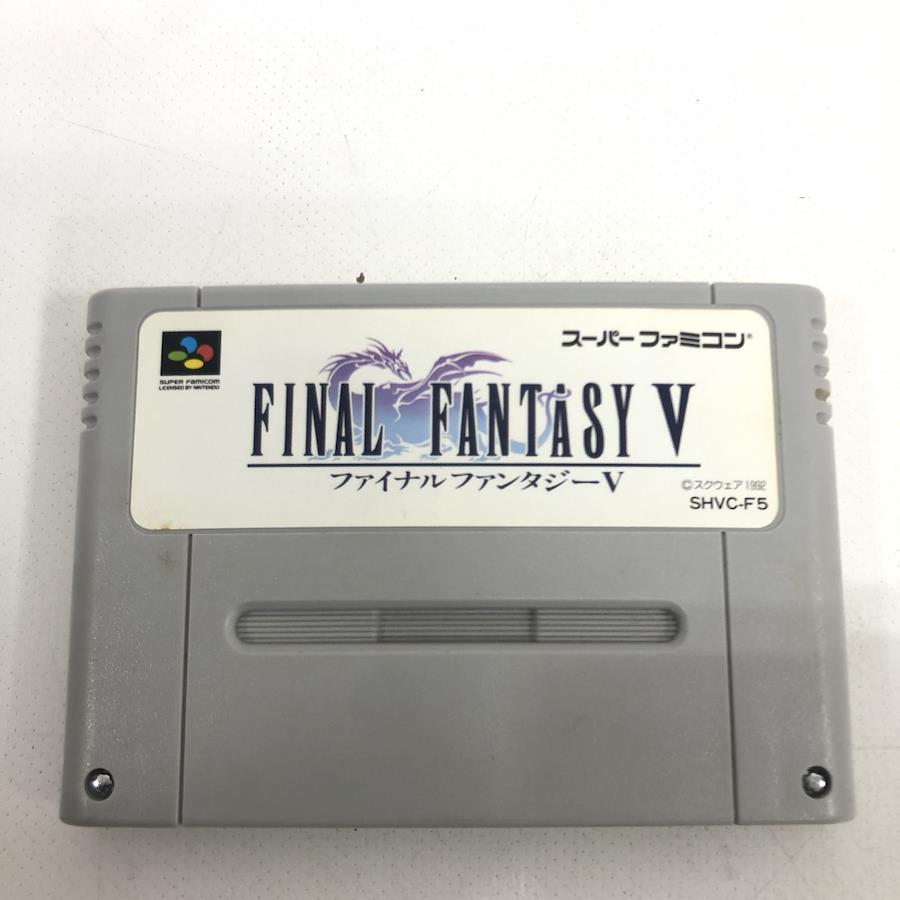 スーパーファミコン®
SUPER FAMICOM
LICENSED BY NINTENDO
FINAL FANTASY V
ファイナルファンタジーV
©スクウェア 1992
SHVC-F5